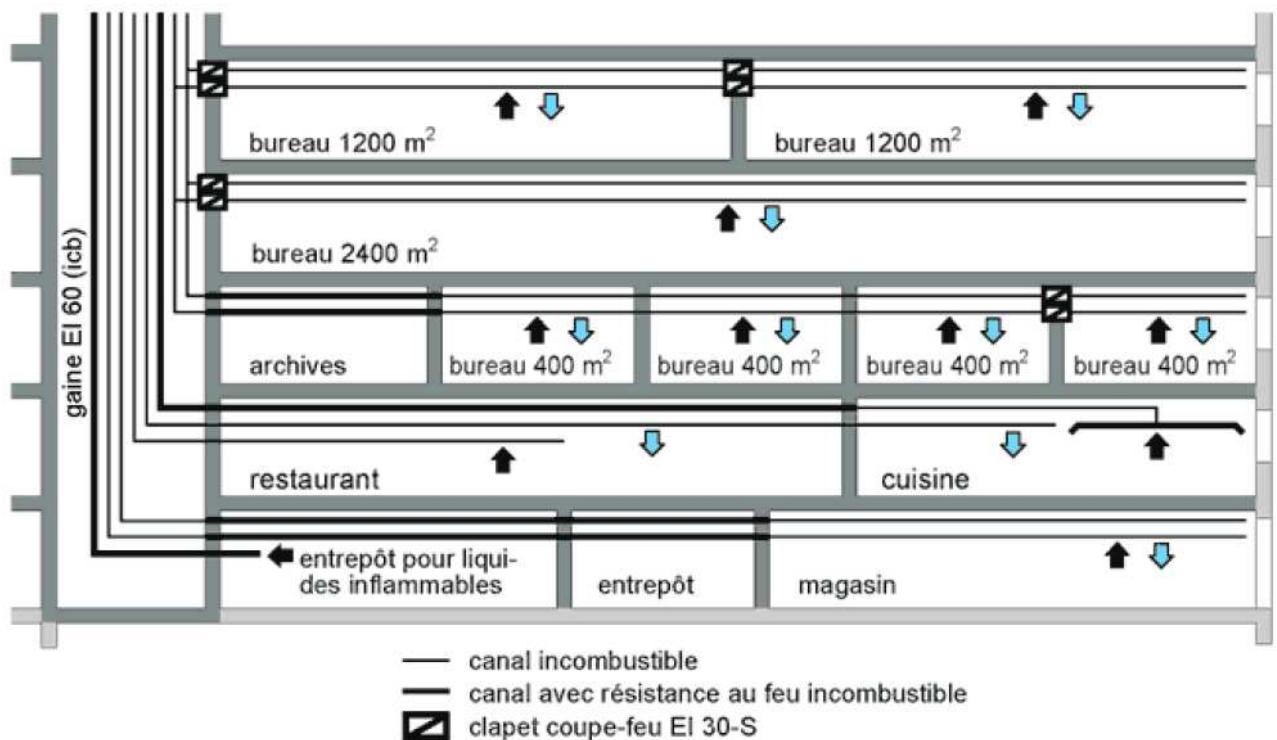 bureau 1200 m²
bureau 1200 m²
bureau 2400 m²
gaine EI 60 (icb)
archives
bureau 400 m²
bureau 400 m²
bureau 400 m²
bureau 400 m²
restaurant
cuisine
entrepôt pour liqui-
des inflammables
entrepôt
magasin
canal incombustible
canal avec résistance au feu incombustible
clapet coupe-feu EI 30-S